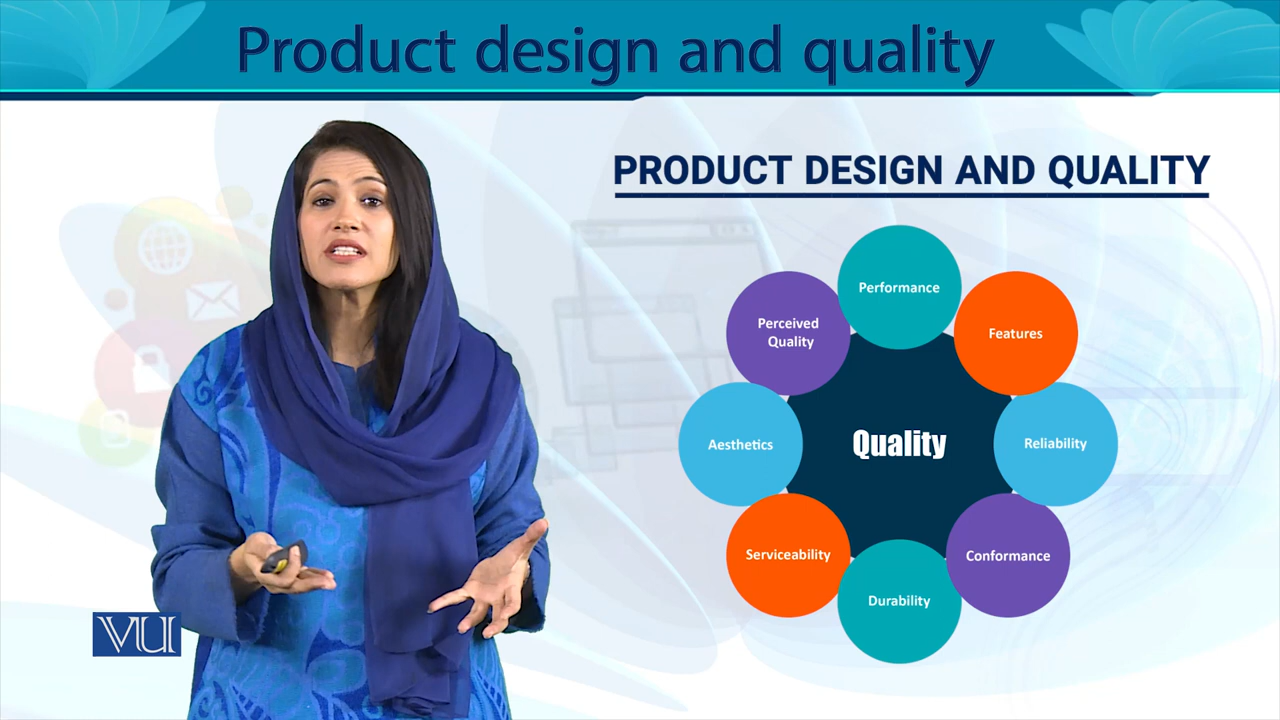 Product design and quality
PRODUCT DESIGN AND QUALITY
Performance
Features
Reliability
Conformance
Durability
Serviceability
Aesthetics
Perceived
Quality
Quality
VU